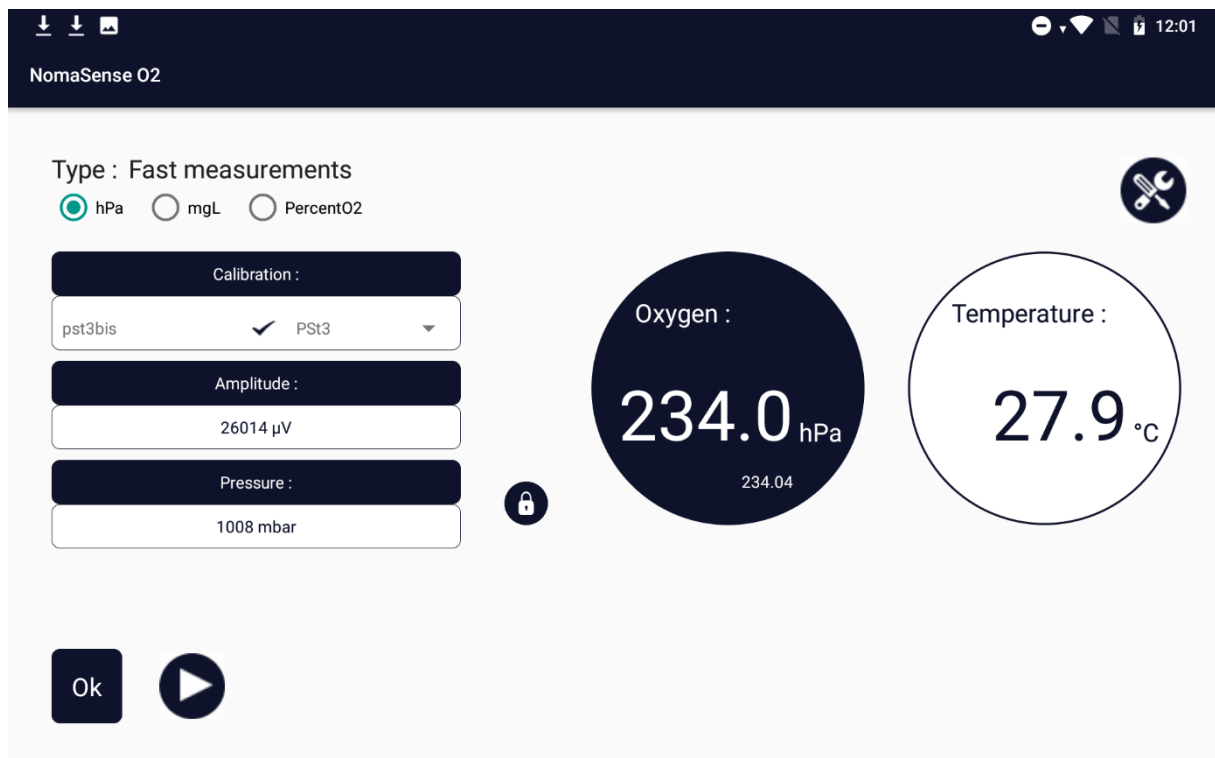 12:01
NomaSense O2
Type : Fast measurements
hPa mgL PercentO2
Calibration :
pst3bis PSt3
Amplitude :
26014 µV
Pressure :
1008 mbar
Oxygen :
234.0 hPa
234.04
Temperature :
27.9 °C
Ok